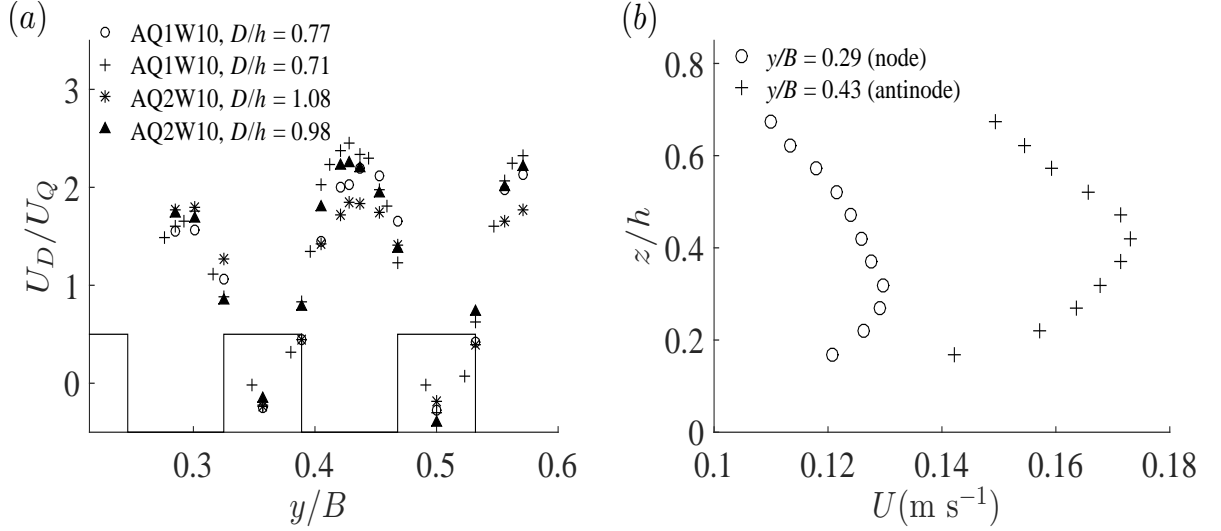 (a)
AQ1W10, D/h = 0.77
AQ1W10, D/h = 0.71
AQ2W10, D/h = 1.08
AQ2W10, D/h = 0.98
3
2
1
0
U_D/U_Q
0.3 0.4 0.5 0.6
y/B
(b)
y/B = 0.29 (node)
y/B = 0.43 (antinode)
0.8
0.6
0.4
0.2
0
z/h
0.1 0.12 0.14 0.16 0.18
U(m s⁻¹)